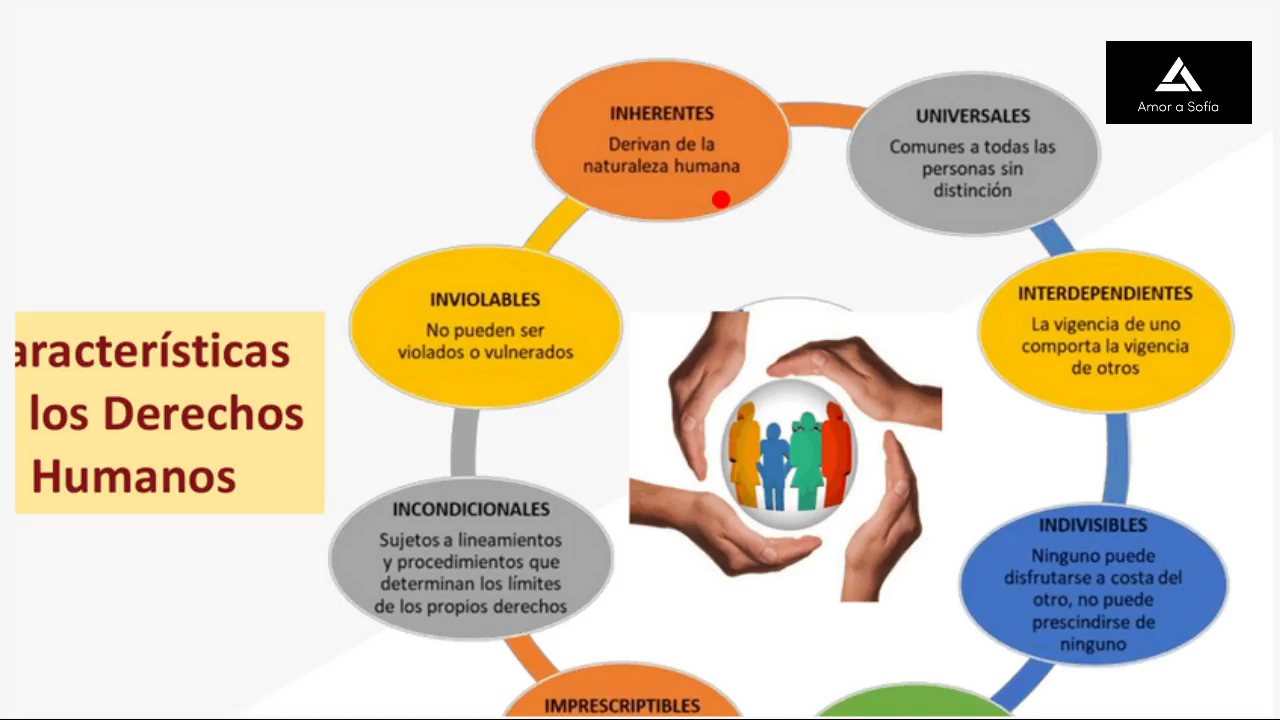 aracterísticas
los Derechos
Humanos
INHERENTES
Derivan de la
naturaleza humana
UNIVERSALES
Comunes a todas las
personas sin
distinción
Amor a Sofía
INVIOLABLES
No pueden ser
violados o vulnerados
INTERDEPENDIENTES
La vigencia de uno
comporta la vigencia
de otros
INCONDICIONALES
Sujetos a lineamientos
y procedimientos que
determinan los límites
de los propios derechos
INDIVISIBLES
Ninguno puede
disfrutarse a costa del
otro, no puede
prescindirse de
ninguno
IMPRESCRIPTIBLES